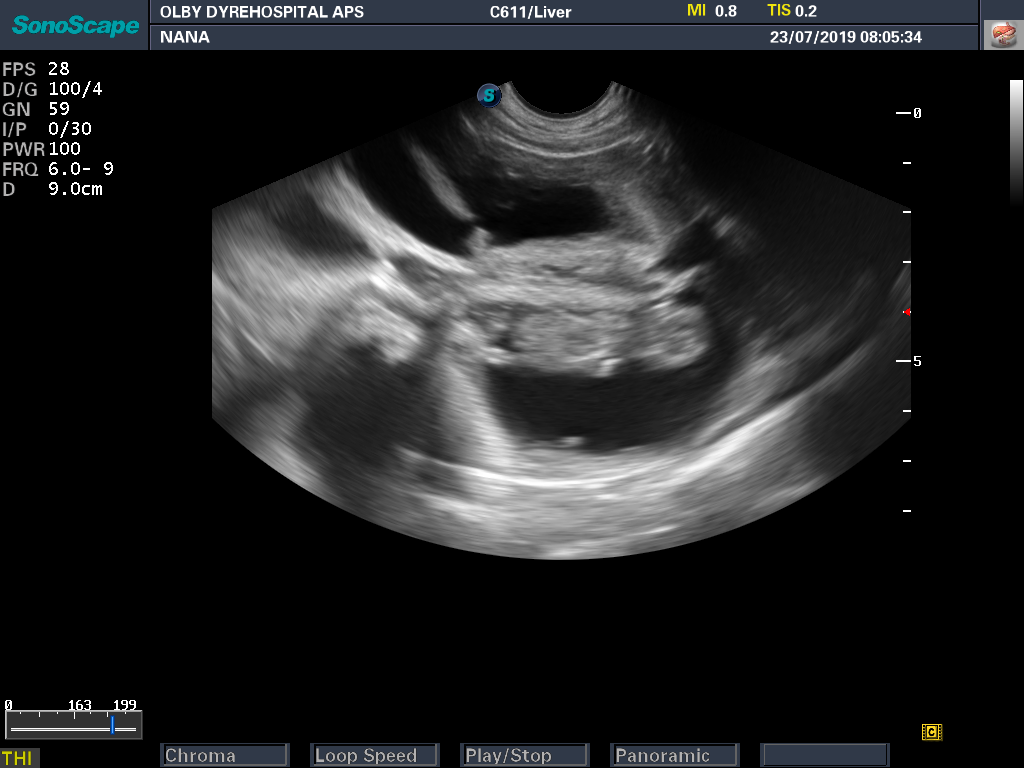 SonoScape
OLBY DYREHOSPITAL APS C611/Liver MI 0.8 TIS 0.2
NANA 23/07/2019 08:05:34
FPS 28
D/G 100/4
GN 59
I/P 0/30
PWR 100
FRQ 6.0- 9
D 9.0cm
S
0
5
0 163 199
THI
C
Chroma Loop Speed Play/Stop Panoramic